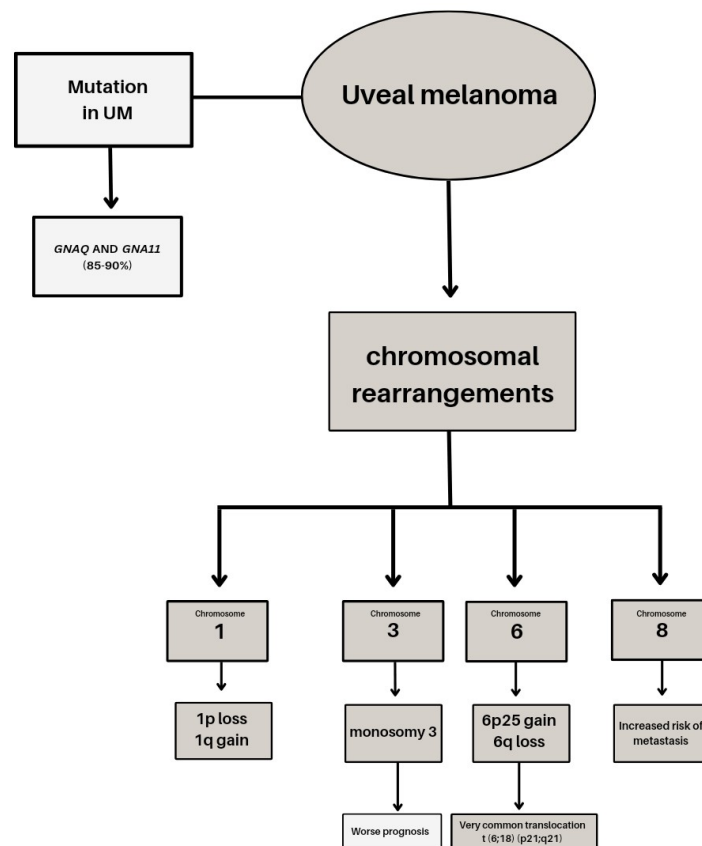 Uveal melanoma
Mutation
in UM
GNAQ AND GNA11
(85-90%)
chromosomal
rearrangements
Chromosome
1
Chromosome
3
Chromosome
6
Chromosome
8
1p loss
1q gain
monosomy 3
6p25 gain
6q loss
Increased risk of
metastasis
Worse prognosis
Very common translocation
t (6;18) (p21;q21)